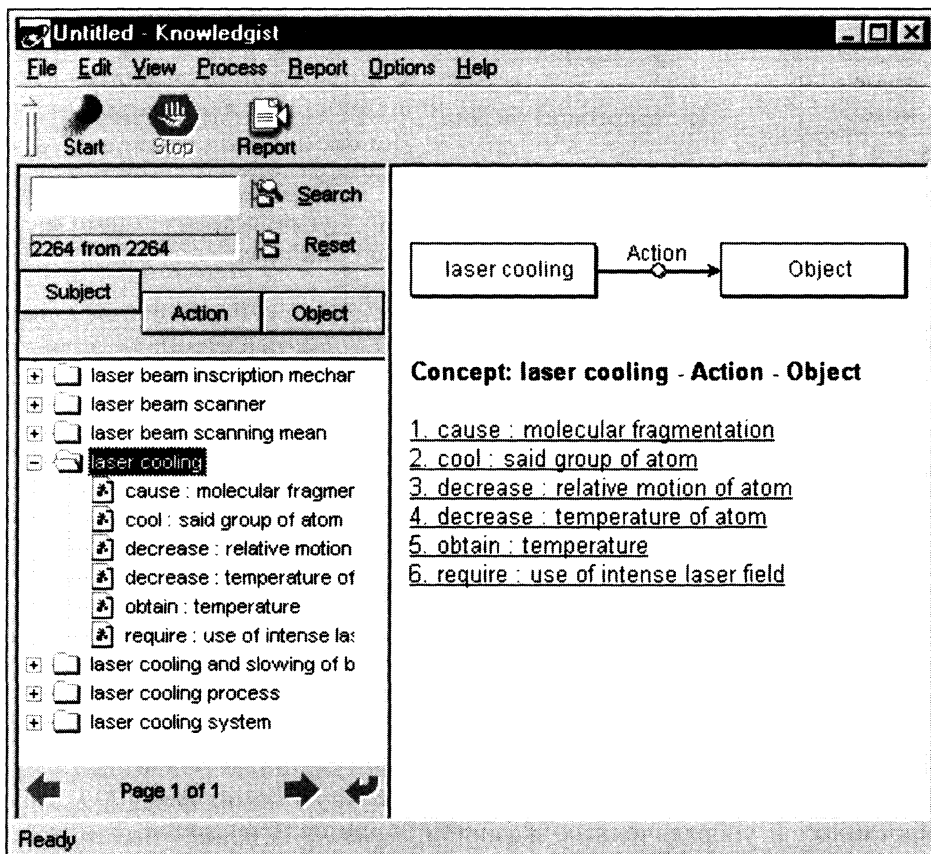 Untitled - Knowledgist
File Edit View Process Report Options Help
Start Stop Report
Search
2264 from 2264 Reset
Subject Action Object
laser beam inscription mechar
laser beam scanner
laser beam scanning mean
laser cooling
cause : molecular fragmer
cool : said group of atom
decrease : relative motion
decrease : temperature of
obtain : temperature
require : use of intense la
laser cooling and slowing of b
laser cooling process
laser cooling system
Page 1 of 1
Ready
laser cooling Action Object
Concept: laser cooling - Action - Object
1. cause : molecular fragmentation
2. cool : said group of atom
3. decrease : relative motion of atom
4. decrease : temperature of atom
5. obtain : temperature
6. require : use of intense laser field